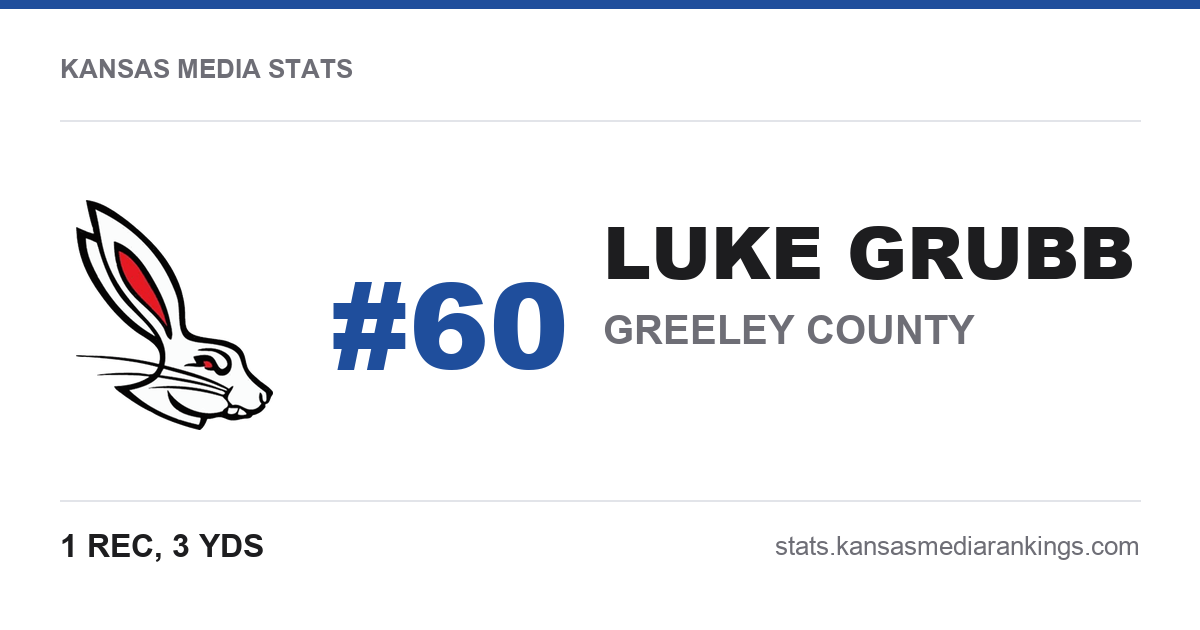 KANSAS MEDIA STATS
#60
LUKE GRUBB
GREELEY COUNTY
1 REC, 3 YDS
stats.kansasmediarankings.com